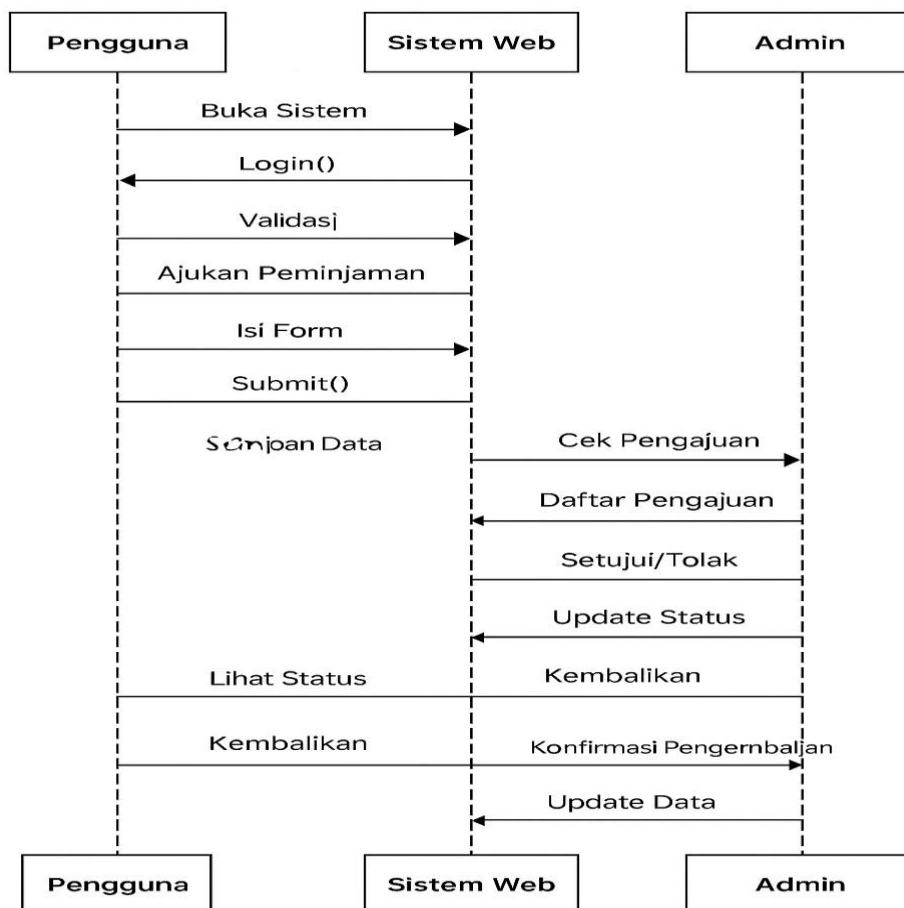 Pengguna
Sistem Web
Admin
Buka Sistem
Login()
Validasj
Ajukan Peminjaman
Isi Form
Submit()
Data
Cek Pengajuan
Daftar Pengajuan
Setujui/Tolak
Update Status
Lihat Status
Kembalikan
Kembalikan
Konfirmasi Pengernbaljan
Update Data
Pengguna
Sistem Web
Admin